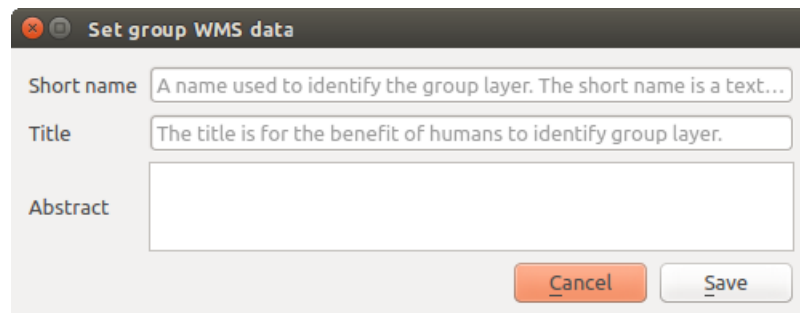 Set group WMS data
Short name A name used to identify the group layer. The short name is a text...
Title The title is for the benefit of humans to identify group layer.
Abstract
Cancel Save